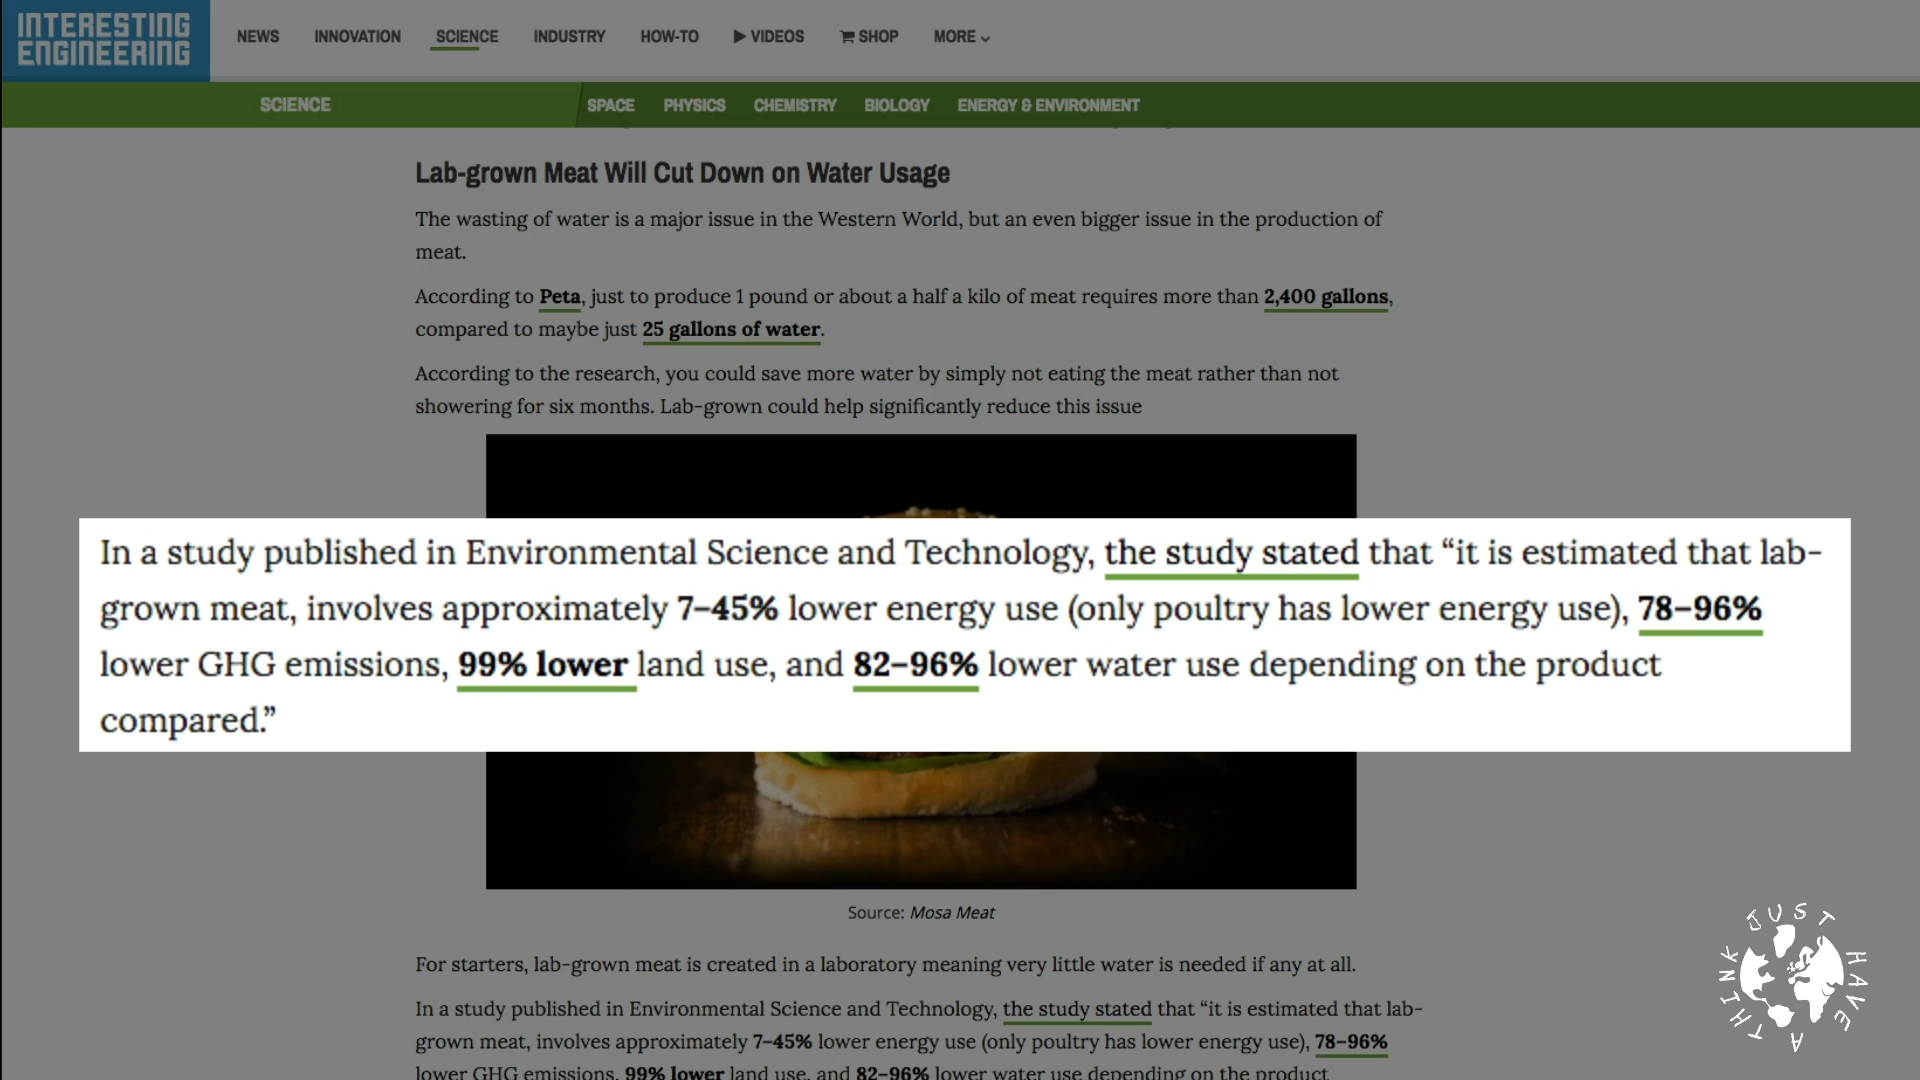 INTERESTING
ENGINEERING
NEWS INNOVATION SCIENCE INDUSTRY HOW-TO VIDEOS SHOP MORE
SCIENCE SPACE PHYSICS CHEMISTRY BIOLOGY ENERGY & ENVIRONMENT
Lab-grown Meat Will Cut Down on Water Usage
The wasting of water is a major issue in the Western World, but an even bigger issue in the production of
meat.
According to Peta, just to produce 1 pound or about a half a kilo of meat requires more than 2,400 gallons,
compared to maybe just 25 gallons of water.
According to the research, you could save more water by simply not eating the meat rather than not
showering for six months. Lab-grown could help significantly reduce this issue
In a study published in Environmental Science and Technology, the study stated that “it is estimated that lab-
grown meat, involves approximately 7–45% lower energy use (only poultry has lower energy use), 78–96%
lower GHG emissions, 99% lower land use, and 82–96% lower water use depending on the product
compared.”
Source: Mosa Meat
For starters, lab-grown meat is created in a laboratory meaning very little water is needed if any at all.
In a study published in Environmental Science and Technology, the study stated that “it is estimated that lab-
grown meat, involves approximately 7–45% lower energy use (only poultry has lower energy use), 78–96%
lower GHG emissions, 99% lower land use, and 82–96% lower water use depending on the product
JUST HAVE A THINK